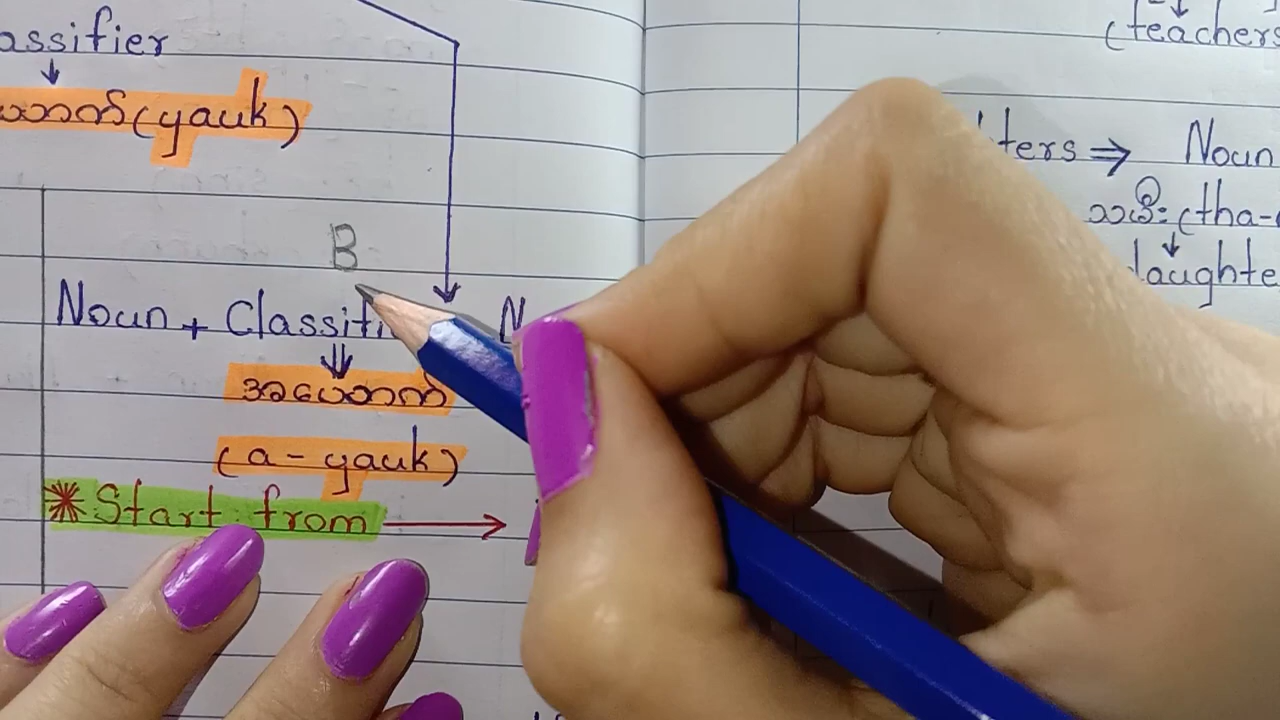 assifier
ယောက်(yauk)
B
Noun + Classifi N
အယောက်
(a - yauk)
Start from
(teachers
ters ⇒ Noun
သမီး(tha-
daughte